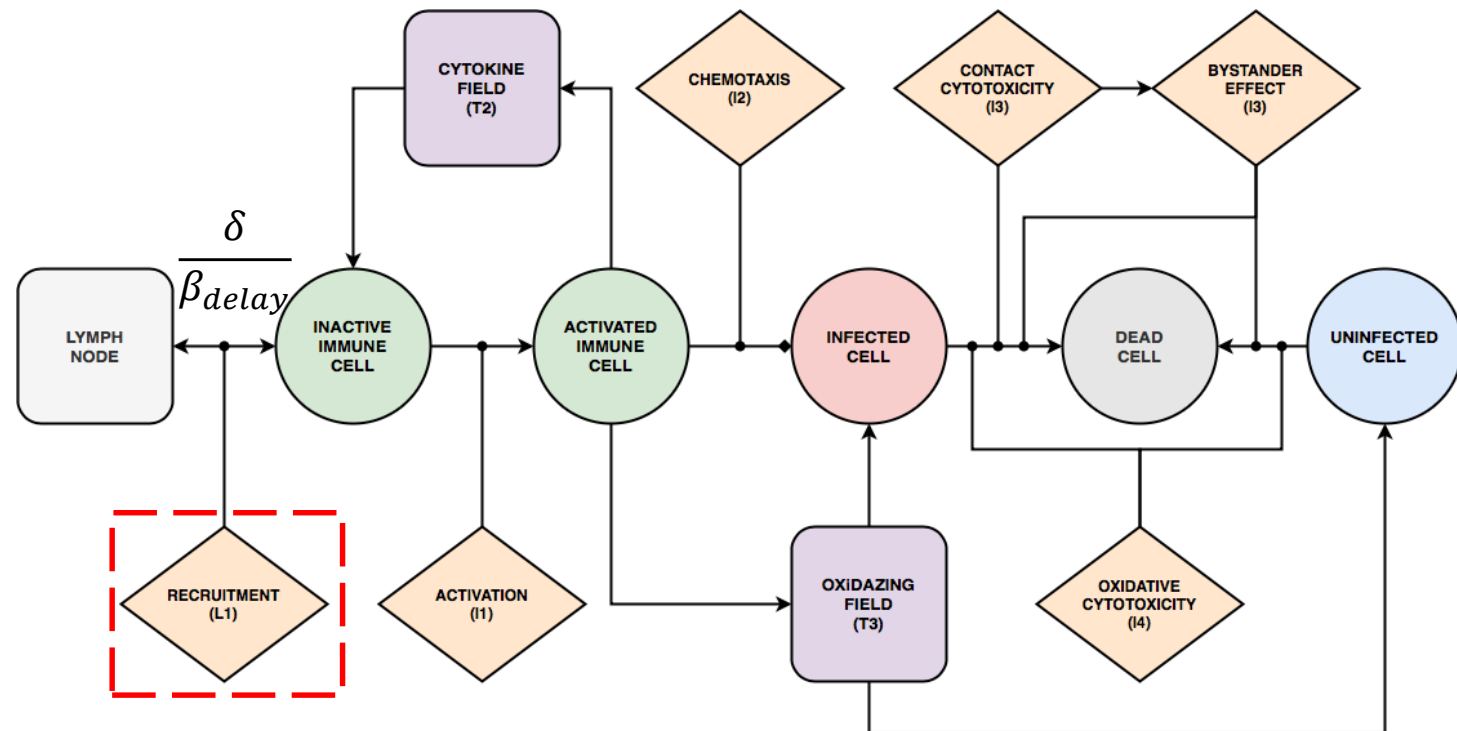 CYTOKINE
FIELD
(T2)
CHEMOTAXIS
(I2)
CONTACT
CYTOTOXICITY
(I3)
BYSTANDER
EFFECT
(I3)
δ
β_delay
LYMPH
NODE
INACTIVE
IMMUNE
CELL
ACTIVATED
IMMUNE
CELL
INFECTED
CELL
DEAD
CELL
UNINFECTED
CELL
RECRUITMENT
(L1)
ACTIVATION
(I1)
OXiDAZING
FIELD
(T3)
OXIDATIVE
CYTOTOXICITY
(I4)